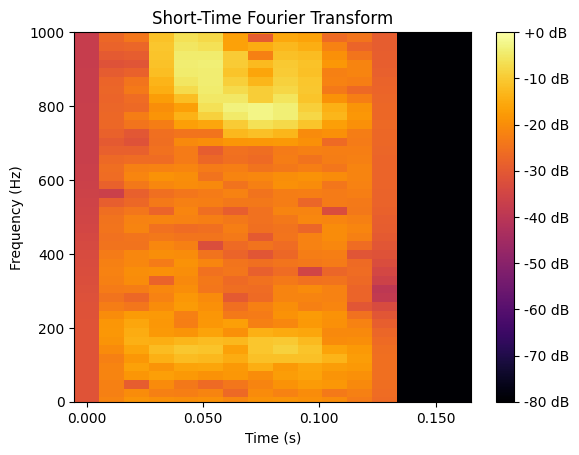 Short-Time Fourier Transform
1000
800
600
400
200
0
Frequency (Hz)
0.000
0.050
0.100
0.150
Time (s)
+0 dB
-10 dB
-20 dB
-30 dB
-40 dB
-50 dB
-60 dB
-70 dB
-80 dB